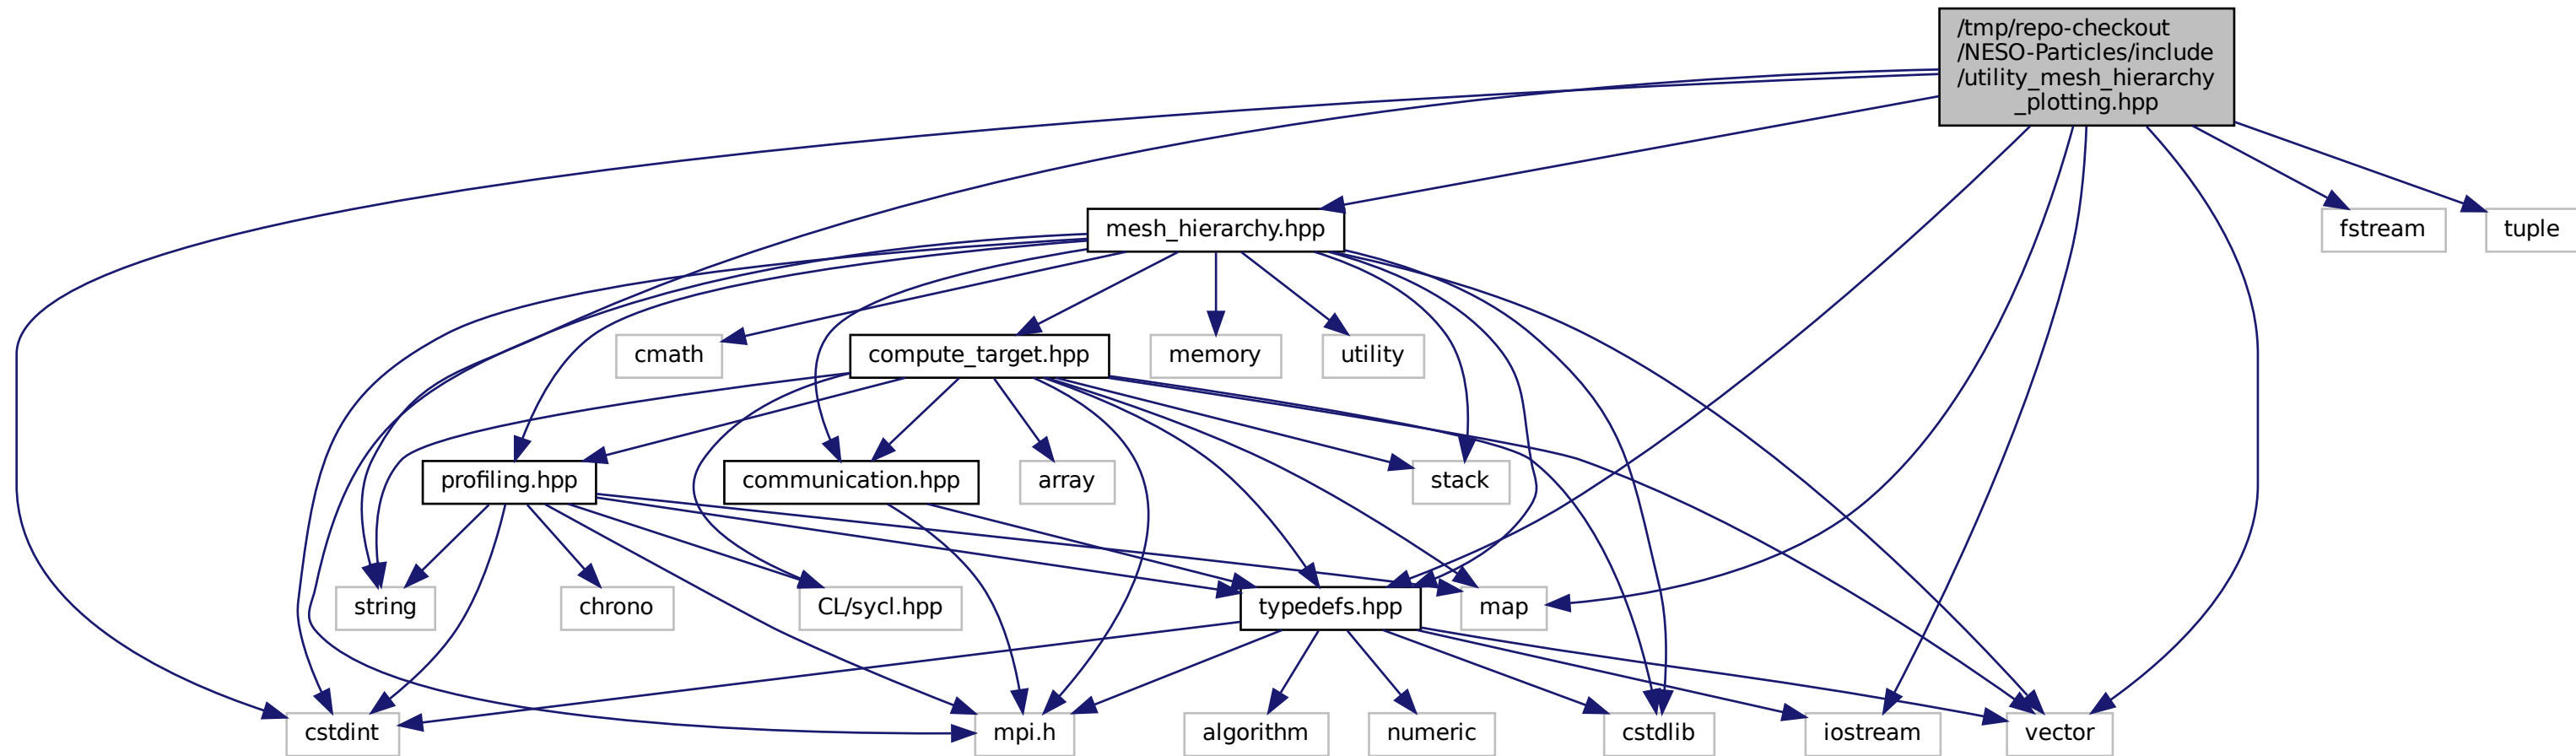 /tmp/repo-checkout
/NESO-Particles/include
/utility_mesh_hierarchy
_plotting.hpp
mesh_hierarchy.hpp
fstream
tuple
cmath
compute_target.hpp
memory
utility
profiling.hpp
communication.hpp
array
stack
string
chrono
CL/sycl.hpp
typedefs.hpp
map
cstdint
mpi.h
algorithm
numeric
cstdlib
iostream
vector